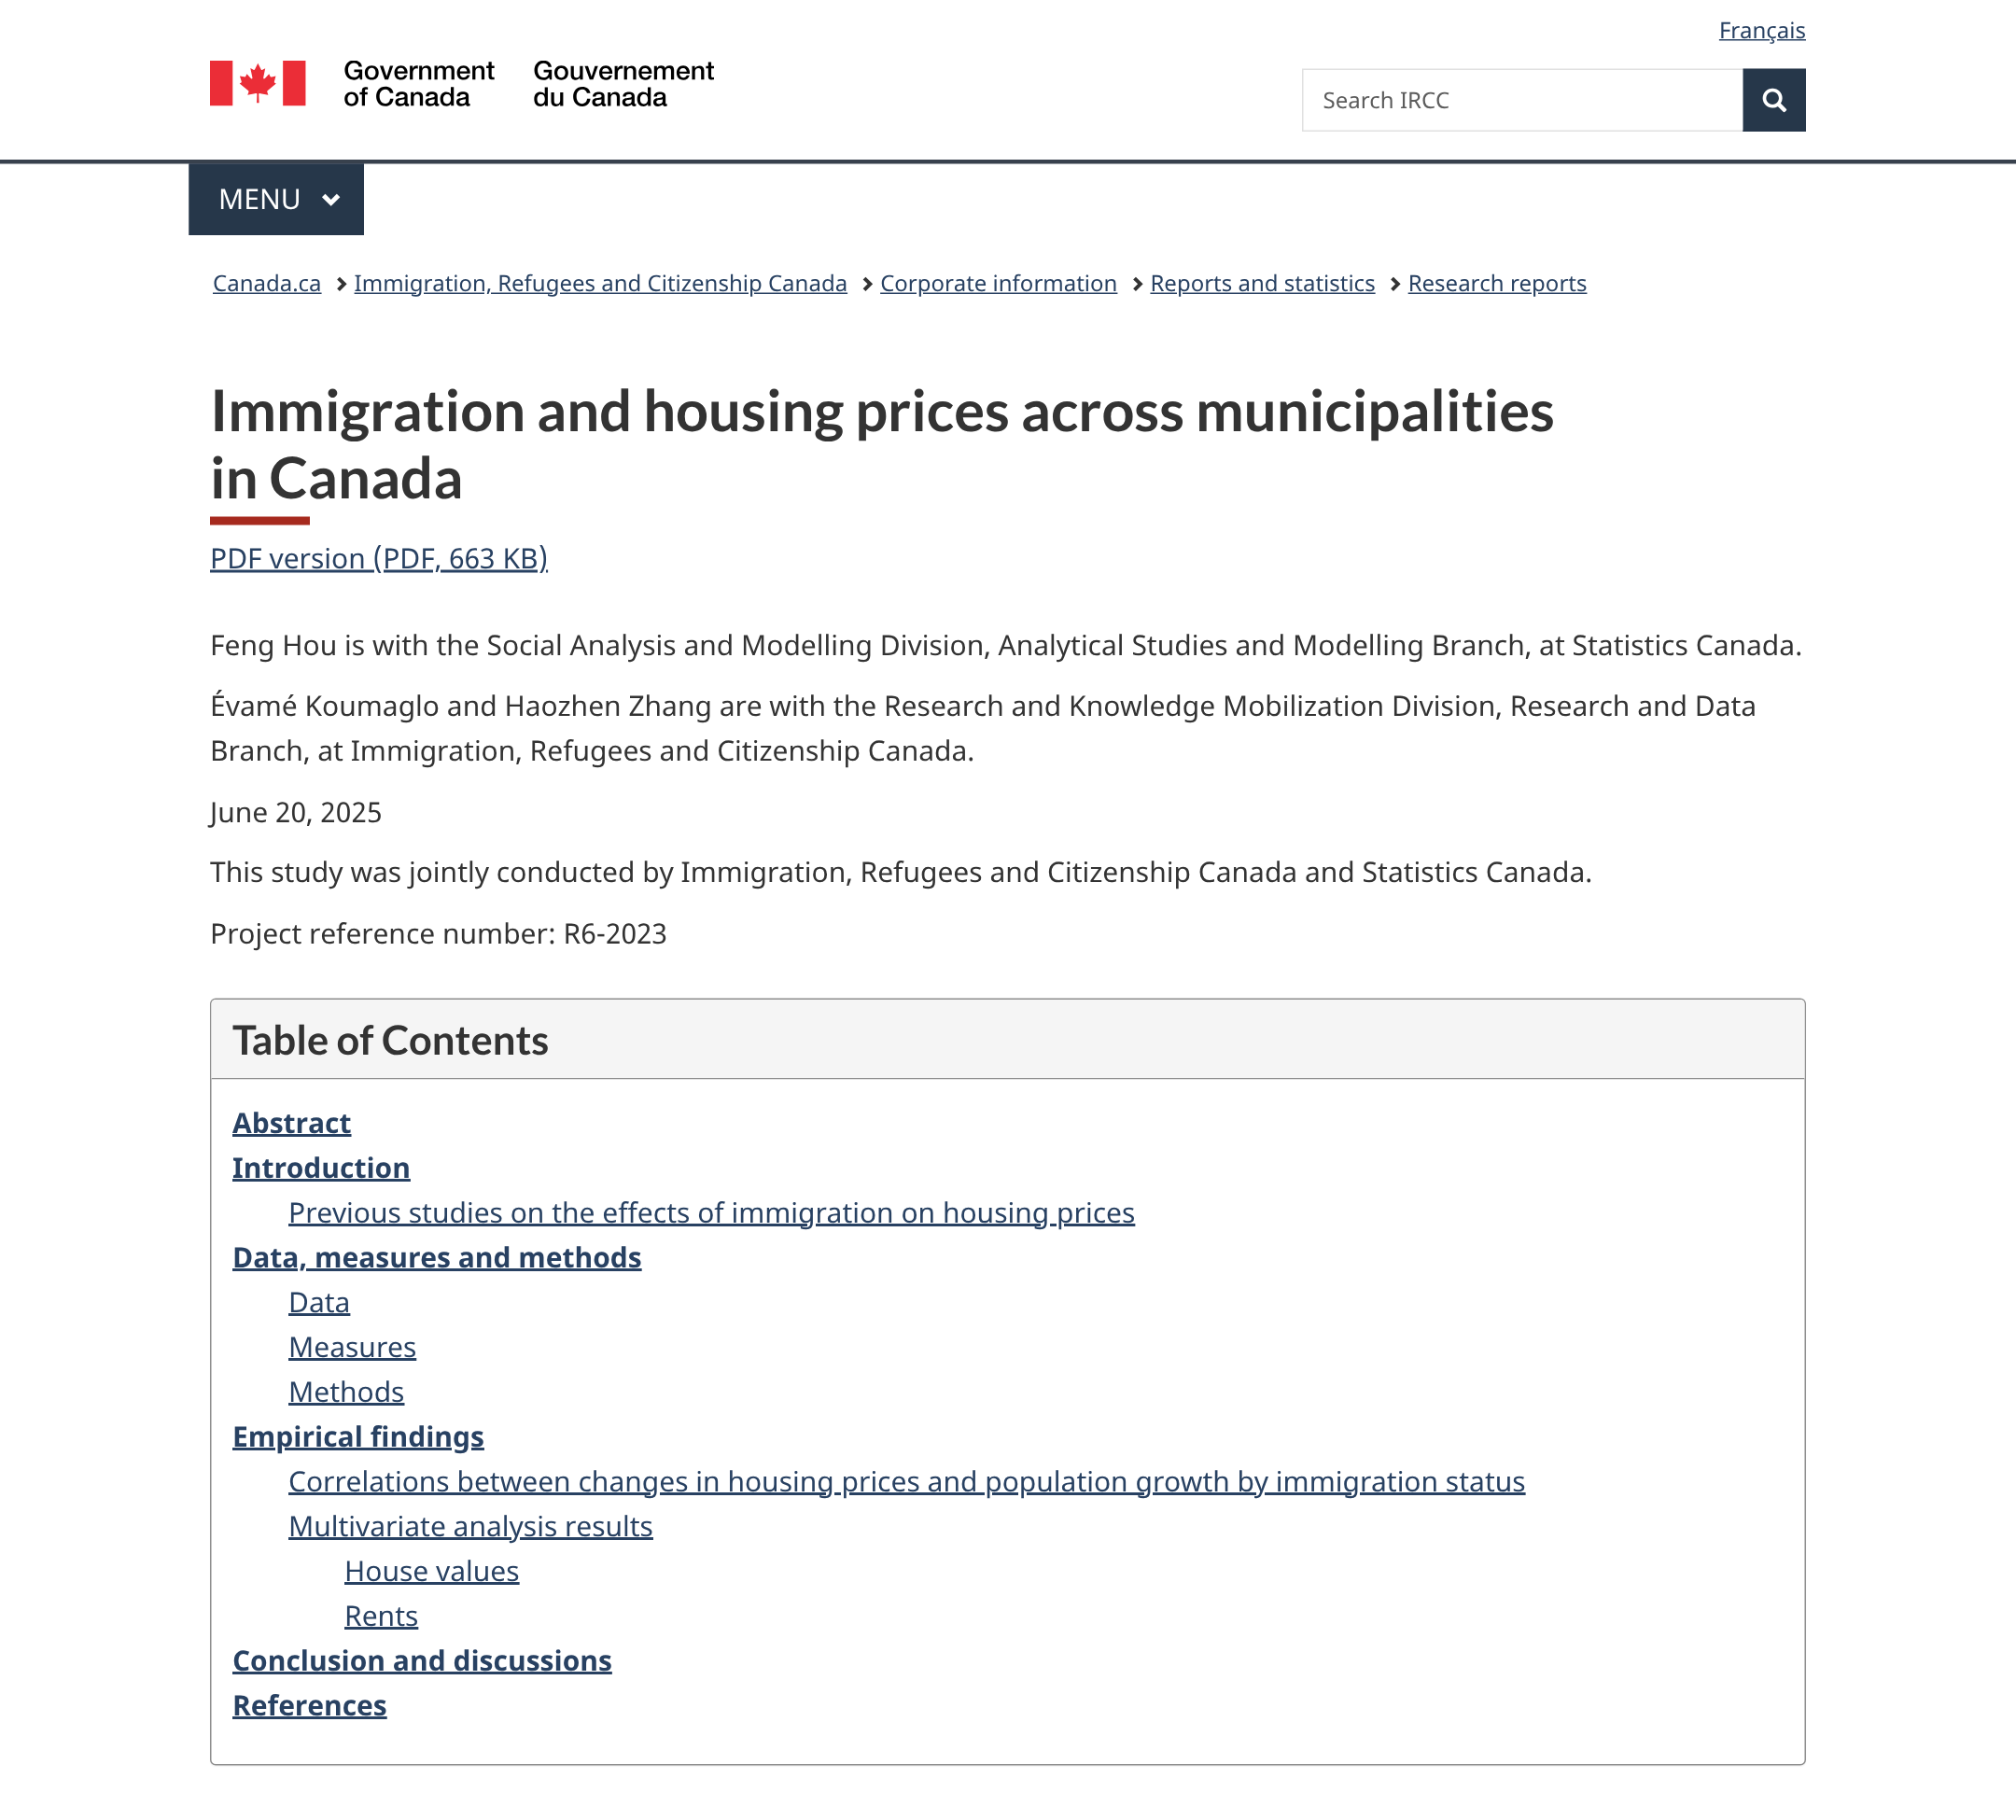 Français
Government of Canada
Gouvernement du Canada
Search IRCC
MENU
Canada.ca Immigration, Refugees and Citizenship Canada Corporate information Reports and statistics Research reports
Immigration and housing prices across municipalities
in Canada
PDF version (PDF, 663 KB)
Feng Hou is with the Social Analysis and Modelling Division, Analytical Studies and Modelling Branch, at Statistics Canada.
Évamé Koumaglo and Haozhen Zhang are with the Research and Knowledge Mobilization Division, Research and Data
Branch, at Immigration, Refugees and Citizenship Canada.
June 20, 2025
This study was jointly conducted by Immigration, Refugees and Citizenship Canada and Statistics Canada.
Project reference number: R6-2023
Table of Contents
Abstract
Introduction
Previous studies on the effects of immigration on housing prices
Data, measures and methods
Data
Measures
Methods
Empirical findings
Correlations between changes in housing prices and population growth by immigration status
Multivariate analysis results
House values
Rents
Conclusion and discussions
References